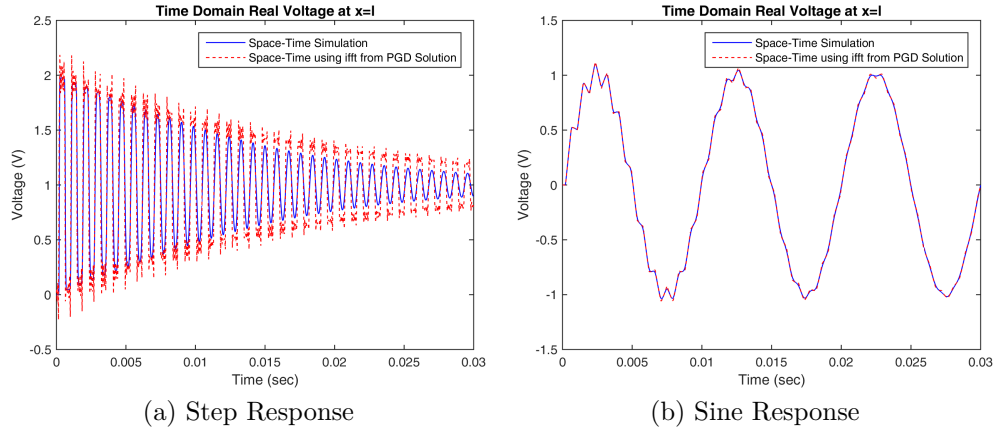 Time Domain Real Voltage at x=l
Space-Time Simulation
Space-Time using ifft from PGD Solution
Voltage (V)
2.5
2
1.5
1
0.5
0
-0.5
0
0.005
0.01
0.015
0.02
0.025
0.03
Time (sec)
(a) Step Response
Time Domain Real Voltage at x=l
Space-Time Simulation
Space-Time using ifft from PGD Solution
Voltage (V)
1.5
1
0.5
0
-0.5
-1
-1.5
0
0.005
0.01
0.015
0.02
0.025
0.03
Time (sec)
(b) Sine Response